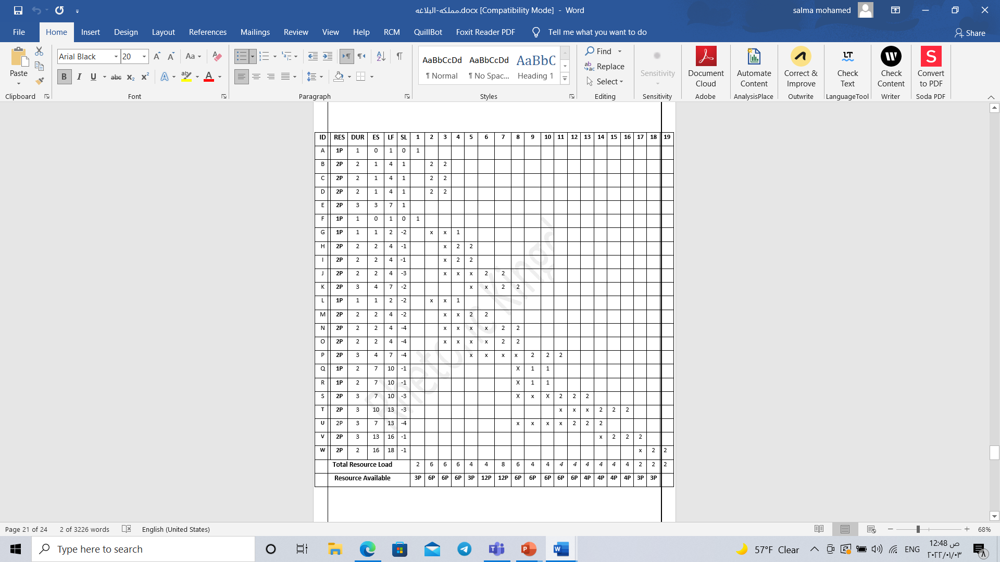 مملكه-البلاغه.docx [Compatibility Mode] - Word
salma mohamed
File Home Insert Design Layout References Mailings Review View Help RCM QuillBot Foxit Reader PDF Tell me what you want to do Share
Paste
Arial Black 20
Aa
AaBbCcDd AaBbCcDd AaBbC
¶ Normal ¶ No Spac... Heading 1
Find
Replace
Select
Sensitivity
Document Cloud
Automate Content
Correct & Improve
Check Text
Check Content
Convert to PDF
Clipboard Font Paragraph Styles Editing Sensitivity Adobe AnalysisPlace Outwrite LanguageTool Writer Soda PDF
ID RES DUR ES LF SL 1 2 3 4 5 6 7 8 9 10 11 12 13 14 15 16 17 18 19
A 1P 1 0 1 0 1
B 2P 2 1 4 1 2 2
C 2P 2 1 4 1 2 2
D 2P 2 1 4 1 2 2
E 2P 3 3 7 1
F 1P 1 0 1 0 1
G 1P 1 1 2 -2 x x 1
H 2P 2 2 4 -1 x 2 2
I 2P 2 2 4 -1 x 2 2
J 2P 2 2 4 -3 x x x 2 2
K 2P 3 4 7 -2 x x 2 2
L 1P 1 1 2 -2 x x 1
M 2P 2 2 4 -2 x x 2 2
N 2P 2 2 4 -4 x x x x 2 2
O 2P 2 2 4 -4 x x x x 2 2
P 2P 3 4 7 -4 x x x x 2 2 2
Q 1P 2 7 10 -1 X 1 1
R 1P 2 7 10 -1 X 1 1
S 2P 3 7 10 -3 X x X 2 2 2
T 2P 3 10 13 -3 x x x 2 2 2
U 2P 3 7 13 -4 x x x x 2 2 2
V 2P 3 13 16 -1 x 2 2 2
W 2P 2 16 18 -1 x 2 2
Total Resource Load 2 6 6 6 4 4 8 6 4 4 4 4 4 4 4 4 2 2 2
Resource Available 3P 6P 6P 6P 3P 12P 12P 6P 6P 6P 6P 6P 4P 4P 4P 4P 3P 3P
Page 21 of 24 2 of 3226 words English (United States) 68%
Type here to search
57°F Clear
ENG
12:48 ص
٢٠٢٢/٠١/٠٣